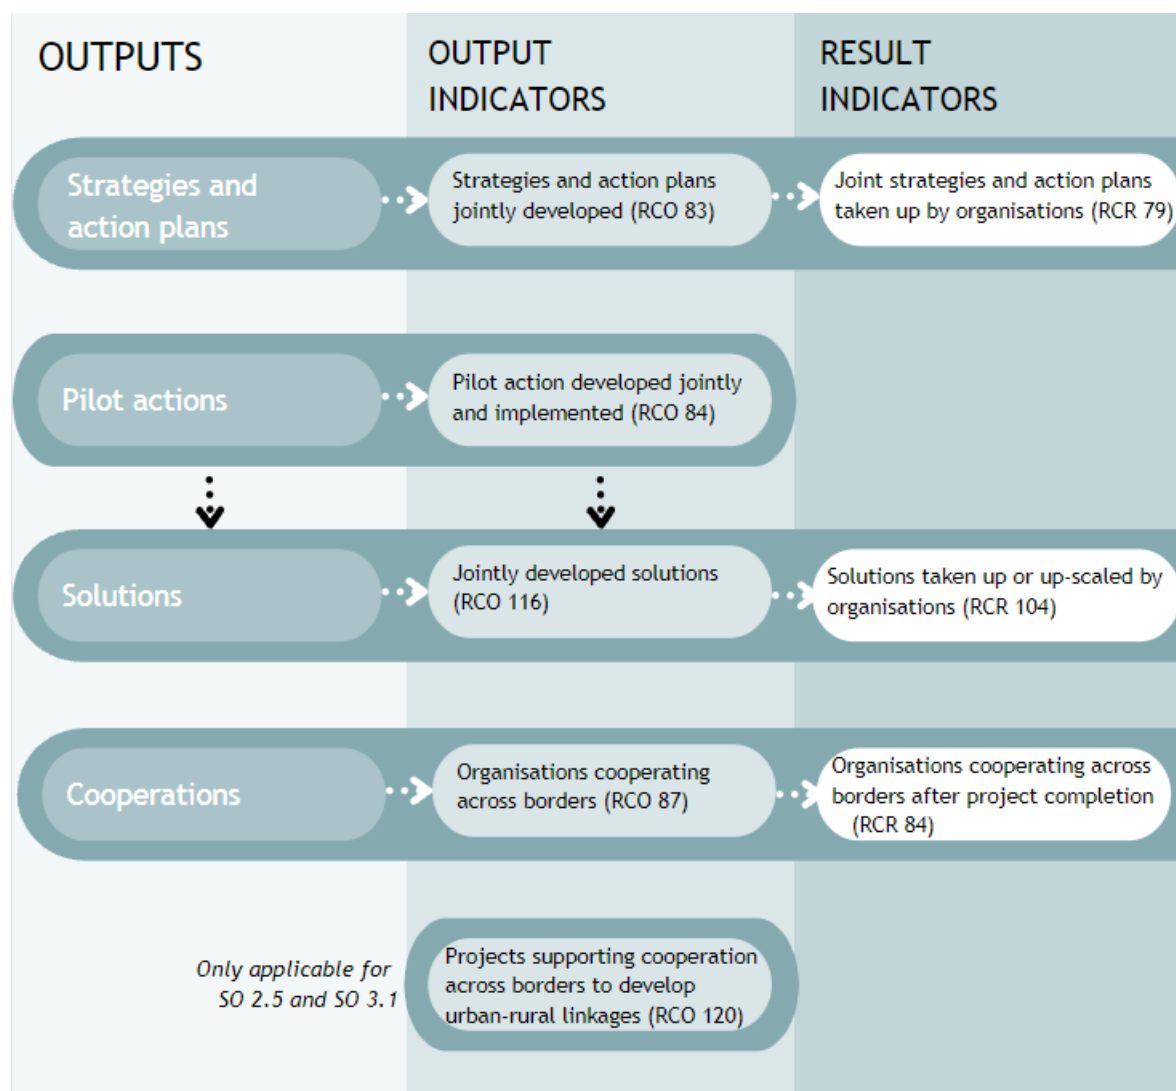 OUTPUTS
OUTPUT
INDICATORS
RESULT
INDICATORS
Strategies and
action plans
Strategies and action plans
jointly developed (RCO 83)
Joint strategies and action plans
taken up by organisations (RCR 79)
Pilot actions
Pilot action developed jointly
and implemented (RCO 84)
Solutions
Jointly developed solutions
(RCO 116)
Solutions taken up or up-scaled by
organisations (RCR 104)
Cooperations
Organisations cooperating
across borders (RCO 87)
Organisations cooperating across
borders after project completion
(RCR 84)
Only applicable for
SO 2.5 and SO 3.1
Projects supporting cooperation
across borders to develop
urban-rural linkages (RCO 120)